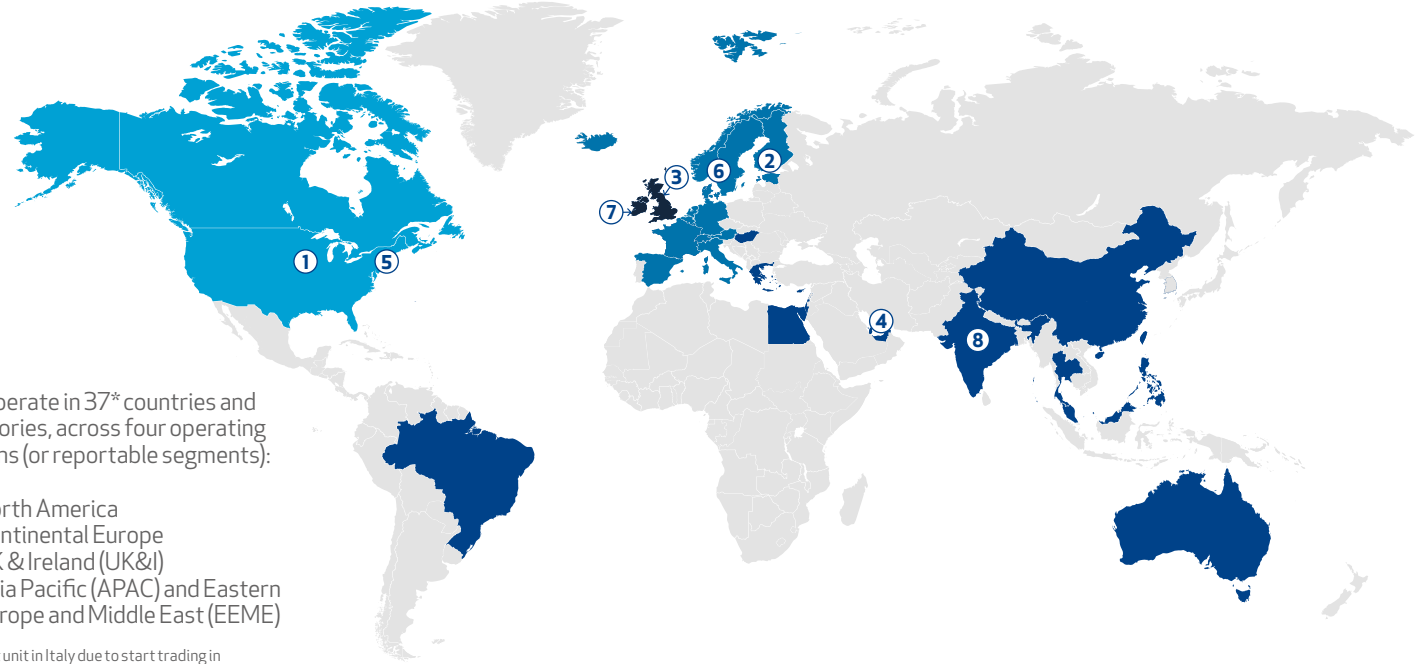 2
6
3
7
1
5
4
8
perate in 37* countries and
ories, across four operating
ns (or reportable segments):
orth America
ntinental Europe
K & Ireland (UK&I)
ia Pacific (APAC) and Eastern
urope and Middle East (EEME)
unit in Italy due to start trading in